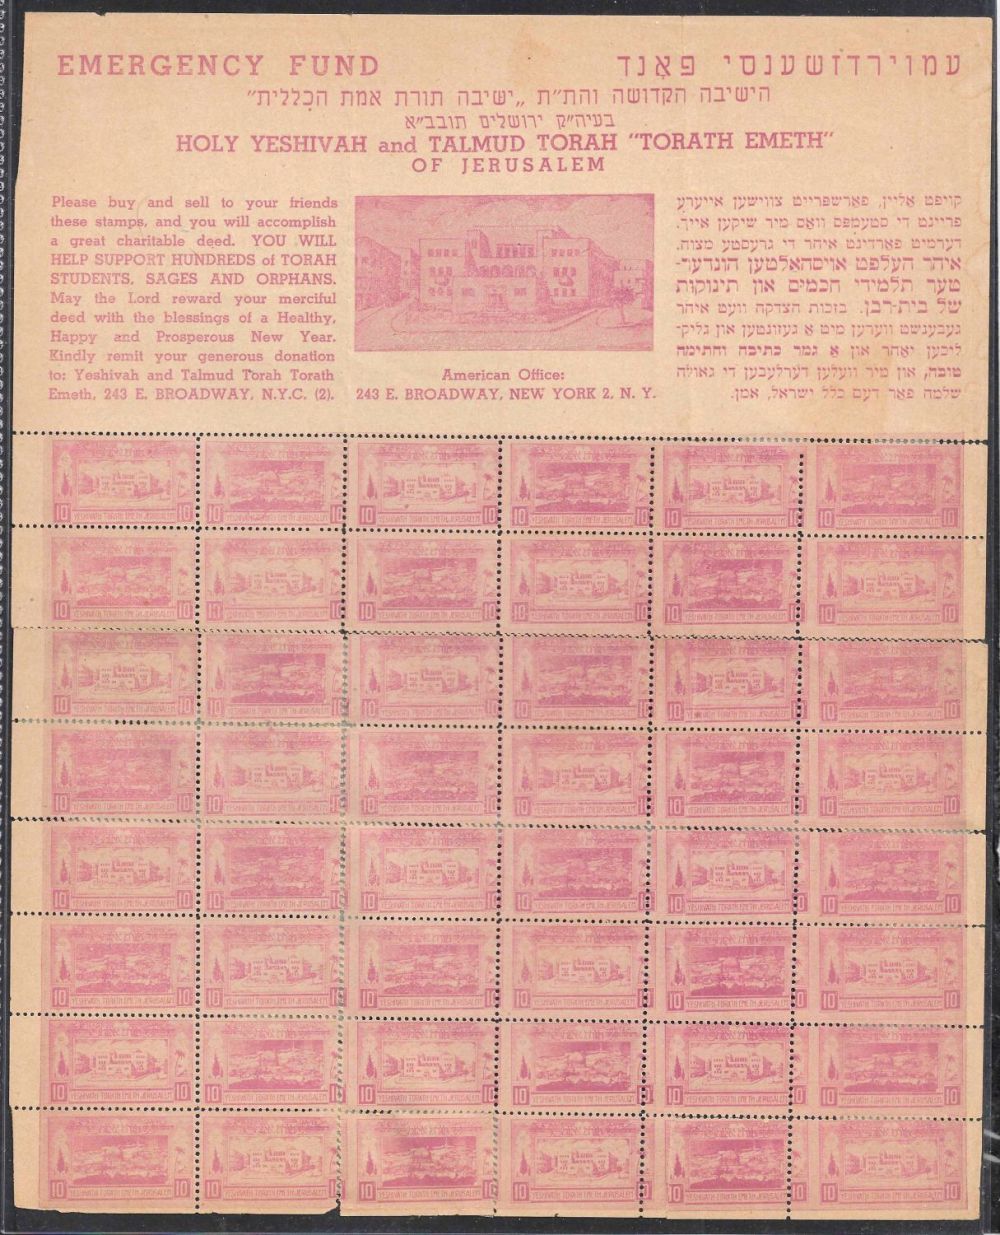 EMERGENCY FUND
עמוירדזשענסי פאָנד
הישיבה הקדושה והת״ת „ישיבה תורת אמת הכללית״
בעיה״ק ירושלים תובב״א
HOLY YESHIVAH and TALMUD TORAH "TORATH EMETH"
OF JERUSALEM
Please buy and sell to your friends
these stamps, and you will accomplish
a great charitable deed. YOU WILL
HELP SUPPORT HUNDREDS of TORAH
STUDENTS, SAGES AND ORPHANS.
May the Lord reward your merciful
deed with the blessings of a Healthy,
Happy and Prosperous New Year.
Kindly remit your generous donation
to: Yeshivah and Talmud Torah Torath
Emeth, 243 E. BROADWAY, N.Y.C. (2).
American Office:
243 E. BROADWAY, NEW YORK 2, N. Y.
קויפט אליין, פארשפרייט צווישען אייערע
פריינט די סטעמפס וואס מיר שיקען אייך.
דערמיט פארדינט איהר די גרעסטע מצוה.
איהר העלפט אויסהאלטען הונדער־
טער תלמידי חכמים און תינוקות
של בית־רבן. בזכות הצדקה וועט איהר
געבענשט ווערען מיט א געזונטען און גליק־
ליכען יאהר און א גמר כתיבה וחתימה
טובה, און מיר וועלען דערלעבען די גאולה
שלמה פאר דעם כלל ישראל, אמן.
10 YESHIVATH TORATH EMETH JERUSALEM 10